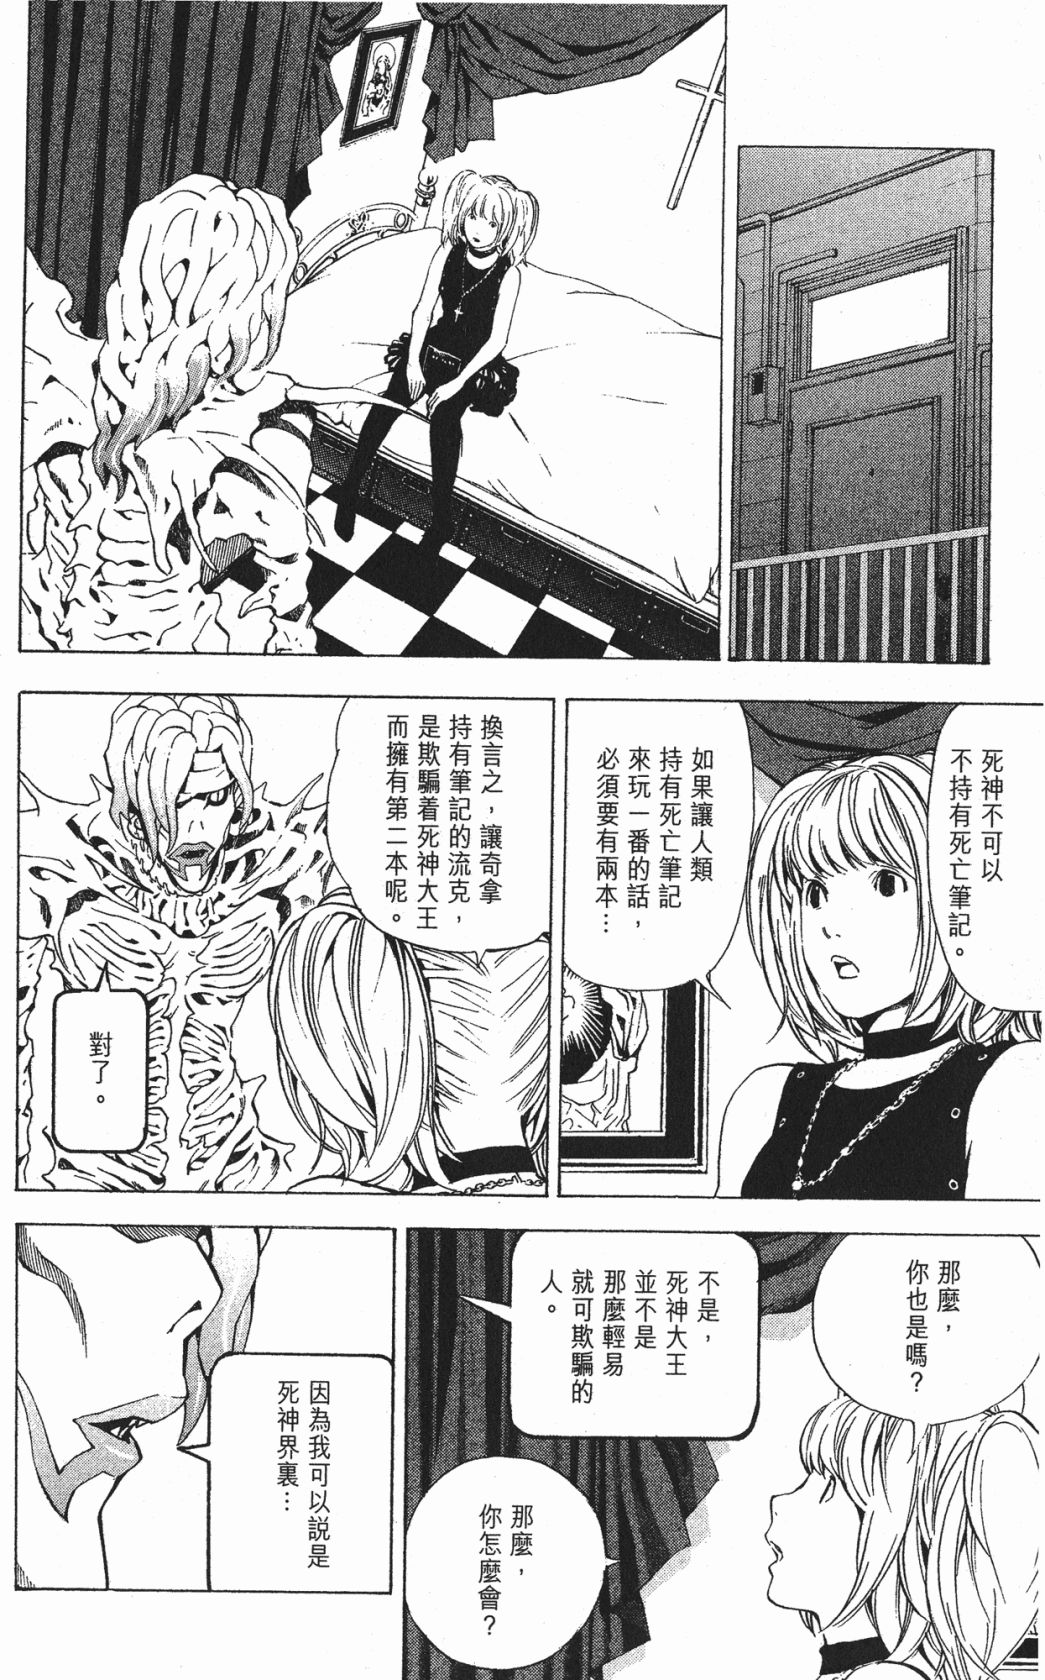 死神不可以
不持有死亡筆記。
如果讓人類
持有死亡筆記
來玩一番的話，
必須要有兩本…
換言之，讓奇拿
持有筆記的流克，
是欺騙着死神大王
而擁有第二本呢。
對了。
那麼，
你也是嗎？
不是，
死神大王
並不是
那麼輕易
就可欺騙的
人。
那麼，
你怎麼會？
因為我可以説是
死神界裏…